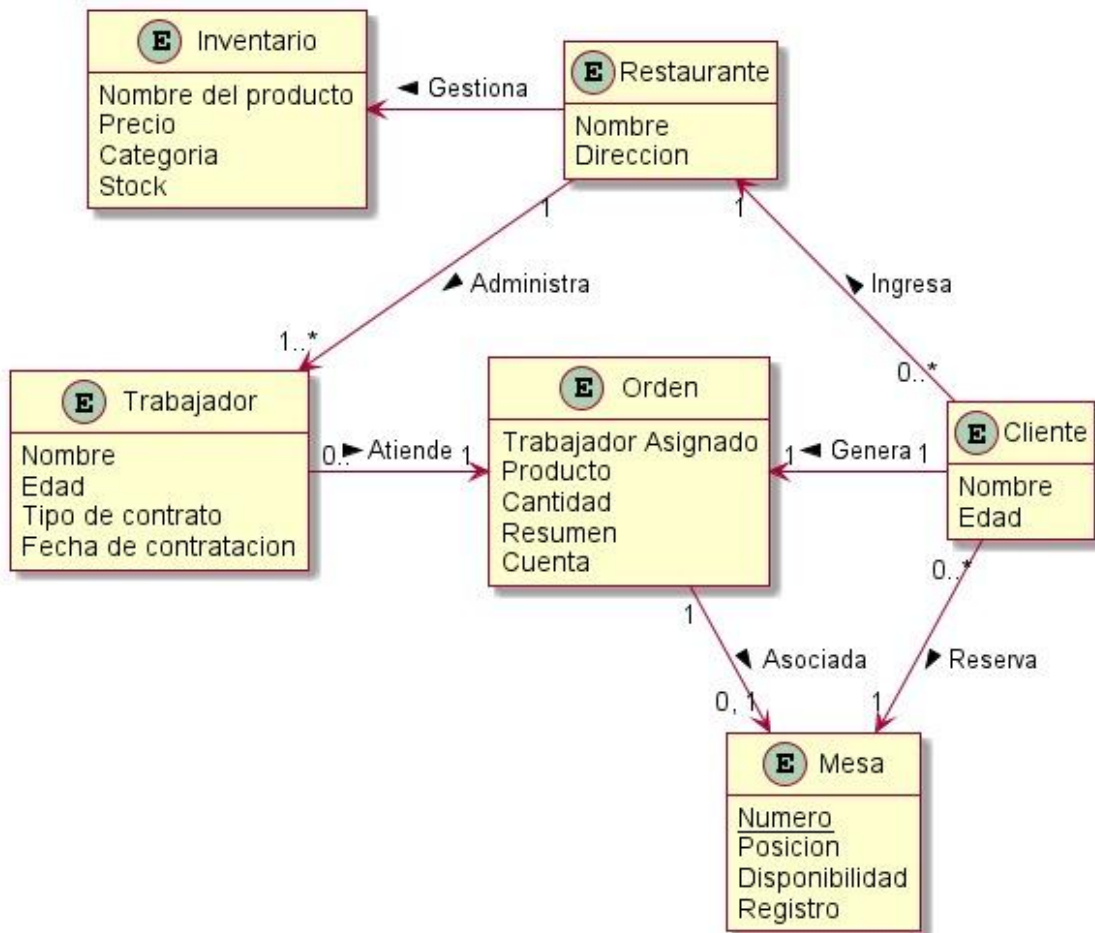 E Inventario
Nombre del producto
Precio
Categoria
Stock
◄ Gestiona
E Restaurante
Nombre
Direccion
1
1
Administra
Ingresa
1..*
0..*
E Trabajador
Nombre
Edad
Tipo de contrato
Fecha de contratacion
0..
► Atiende
1
E Orden
Trabajador Asignado
Producto
Cantidad
Resumen
Cuenta
1
◄ Genera
1
E Cliente
Nombre
Edad
1
0..*
Asociada
Reserva
0, 1
1
E Mesa
Numero
Posicion
Disponibilidad
Registro